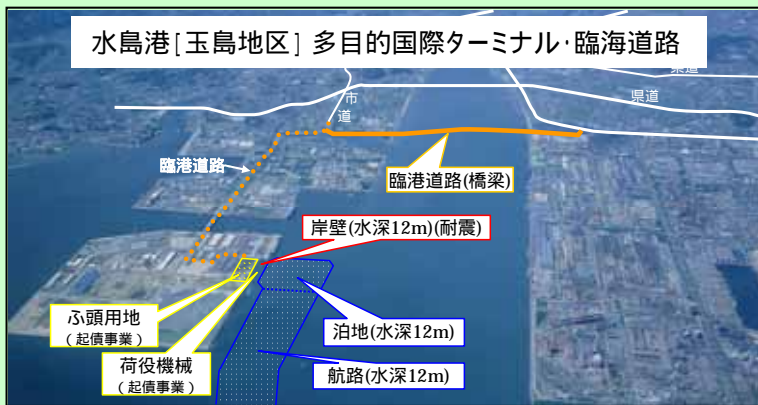 水島港[玉島地区] 多目的国際ターミナル・臨海道路
県道
県道
市道
臨港道路
臨港道路(橋梁)
岸壁(水深12m)(耐震)
ふ頭用地
(起債事業)
泊地(水深12m)
荷役機械
(起債事業)
航路(水深12m)